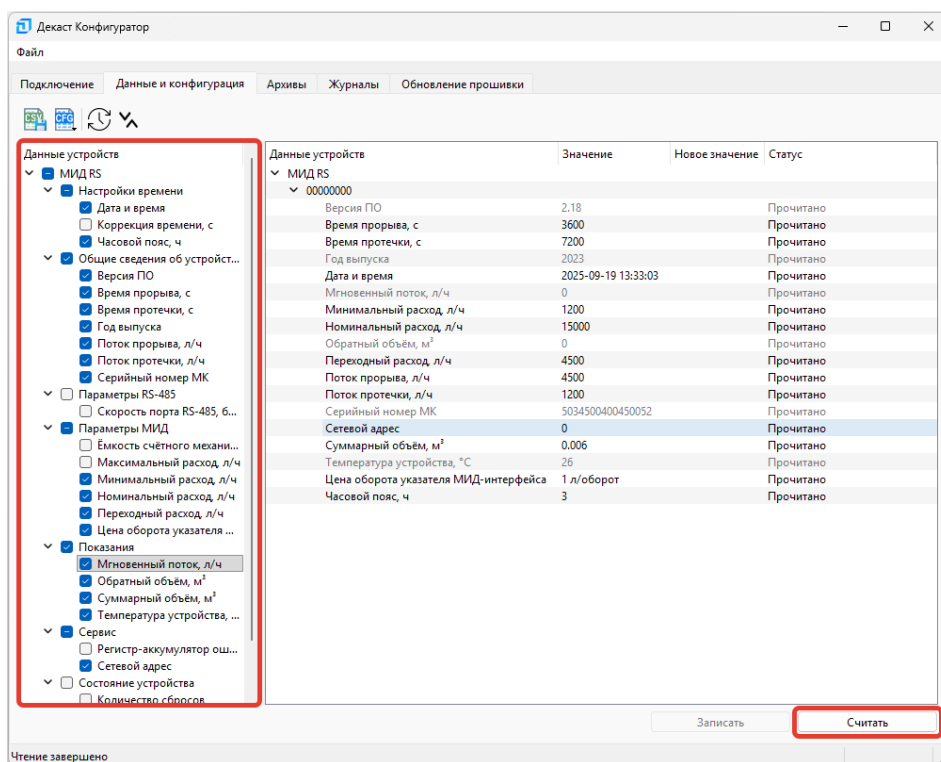 Декаст Конфигуратор
Файл
Подключение Данные и конфигурация Архивы Журналы Обновление прошивки
CSV CFG
Данные устройств
МИД RS
Настройки времени
Дата и время
Коррекция времени, с
Часовой пояс, ч
Общие сведения об устройст...
Версия ПО
Время прорыва, с
Время протечки, с
Год выпуска
Поток прорыва, л/ч
Поток протечки, л/ч
Серийный номер МК
Параметры RS-485
Скорость порта RS-485, б...
Параметры МИД
Ёмкость счётного механи...
Максимальный расход, л/ч
Минимальный расход, л/ч
Номинальный расход, л/ч
Переходный расход, л/ч
Цена оборота указателя ...
Показания
Мгновенный поток, л/ч
Обратный объём, м³
Суммарный объём, м³
Температура устройства, ...
Сервис
Регистр-аккумулятор ош...
Сетевой адрес
Состояние устройства
Количество сбросов
Данные устройств Значение Новое значение Статус
МИД RS
00000000
Версия ПО 2.18 Прочитано
Время прорыва, с 3600 Прочитано
Время протечки, с 7200 Прочитано
Год выпуска 2023 Прочитано
Дата и время 2025-09-19 13:33:03 Прочитано
Мгновенный поток, л/ч 0 Прочитано
Минимальный расход, л/ч 1200 Прочитано
Номинальный расход, л/ч 15000 Прочитано
Обратный объём, м³ 0 Прочитано
Переходный расход, л/ч 4500 Прочитано
Поток прорыва, л/ч 4500 Прочитано
Поток протечки, л/ч 1200 Прочитано
Серийный номер МК 5034500400450052 Прочитано
Сетевой адрес 0 Прочитано
Суммарный объём, м³ 0.006 Прочитано
Температура устройства, °C 26 Прочитано
Цена оборота указателя МИД-интерфейса 1 л/оборот Прочитано
Часовой пояс, ч 3 Прочитано
Записать Считать
Чтение завершено